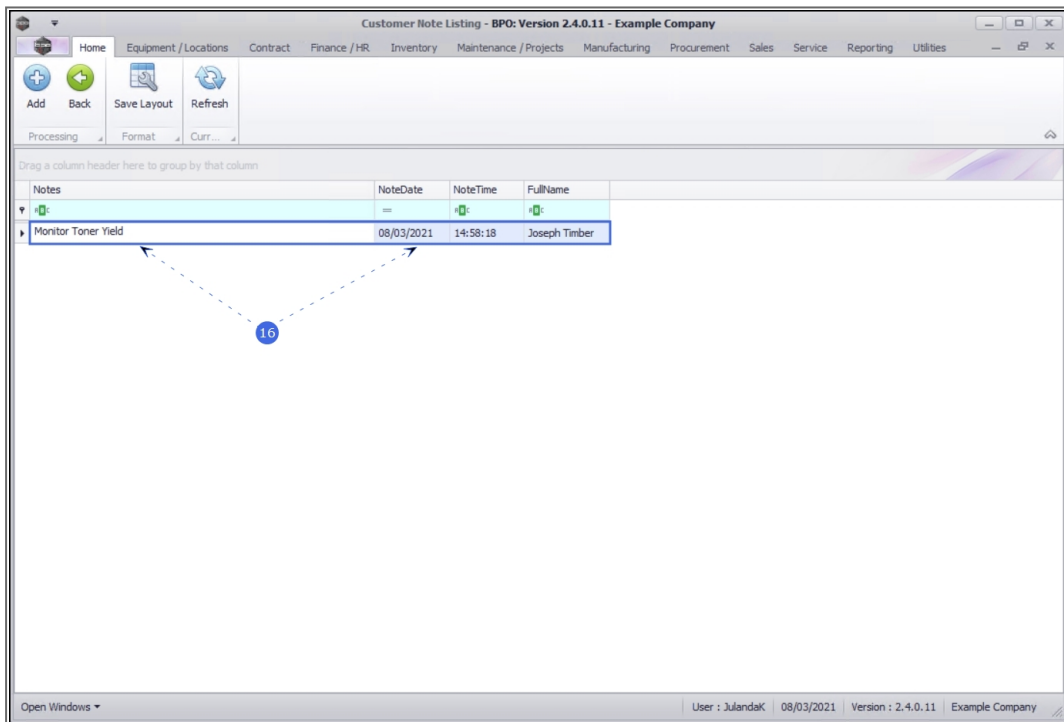 Customer Note Listing - BPO: Version 2.4.0.11 - Example Company
Home Equipment / Locations Contract Finance / HR Inventory Maintenance / Projects Manufacturing Procurement Sales Service Reporting Utilities
Add Back Save Layout Refresh
Processing Format Curr...
Drag a column header here to group by that column
Notes NoteDate NoteTime FullName
=
Monitor Toner Yield 08/03/2021 14:58:18 Joseph Timber
16
Open Windows User : JulandaK 08/03/2021 Version : 2.4.0.11 Example Company